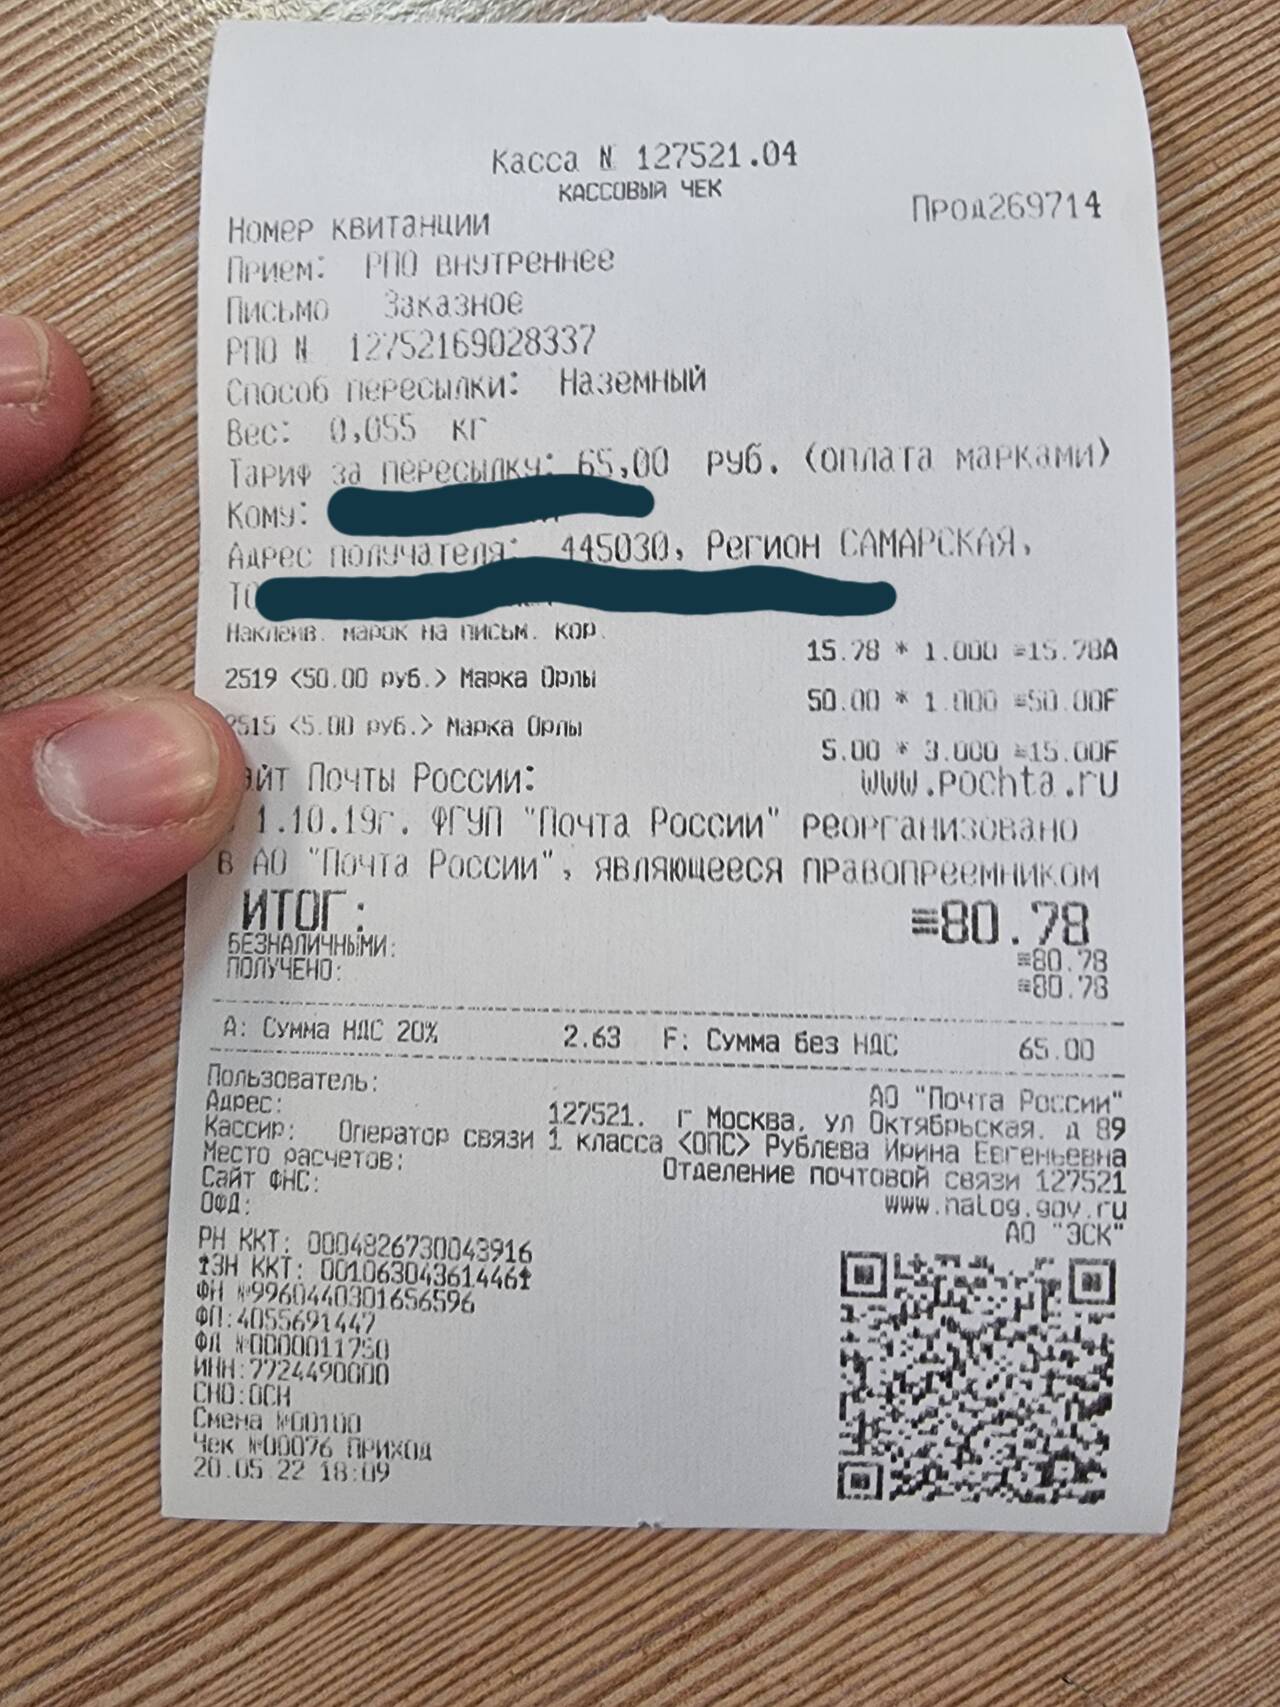 Касса № 127521.04
КАССОВЫЙ ЧЕК
Номер квитанции Прод269714
Прием: РПО внутреннее
Письмо Заказное
РПО № 12752169028337
Способ пересылки: Наземный
Вес: 0,055 кг
Тариф за пересылку: 65,00 руб. (оплата марками)
Кому:
Адрес получателя: 445030, Регион САМАРСКАЯ,
ТО
Наклеив. марок на письм. кор.
15.78 * 1.000 ≡15.78А
2519 <50.00 руб.> Марка Орлы
50.00 * 1.000 ≡50.00F
2515 <5.00 руб.> Марка Орлы
5.00 * 3.000 ≡15.00F
айт Почты России: www.pochta.ru
1.10.19г. ФГУП "Почта России" реорганизовано
в АО "Почта России", являющееся правопреемником
ИТОГ: ≡80.78
БЕЗНАЛИЧНЫМИ: ≡80.78
ПОЛУЧЕНО: ≡80.78
А: Сумма НДС 20% 2.63 F: Сумма без НДС 65.00
Пользователь: АО "Почта России"
Адрес: 127521, г Москва, ул Октябрьская, д 89
Кассир: Оператор связи 1 класса <ОПС> Рублева Ирина Евгеньевна
Место расчетов: Отделение почтовой связи 127521
Сайт ФНС: www.nalog.gov.ru
ОФД: АО "ЭСК"
РН ККТ: 0004826730043916
↑ЗН ККТ: 00106304361446↑
ФН №9960440301656596
ФП:4055691447
ФД №0000011750
ИНН:7724490000
СНО:ОСН
Смена №00100
Чек №00076 ПРИХОД
20.05.22 18:09